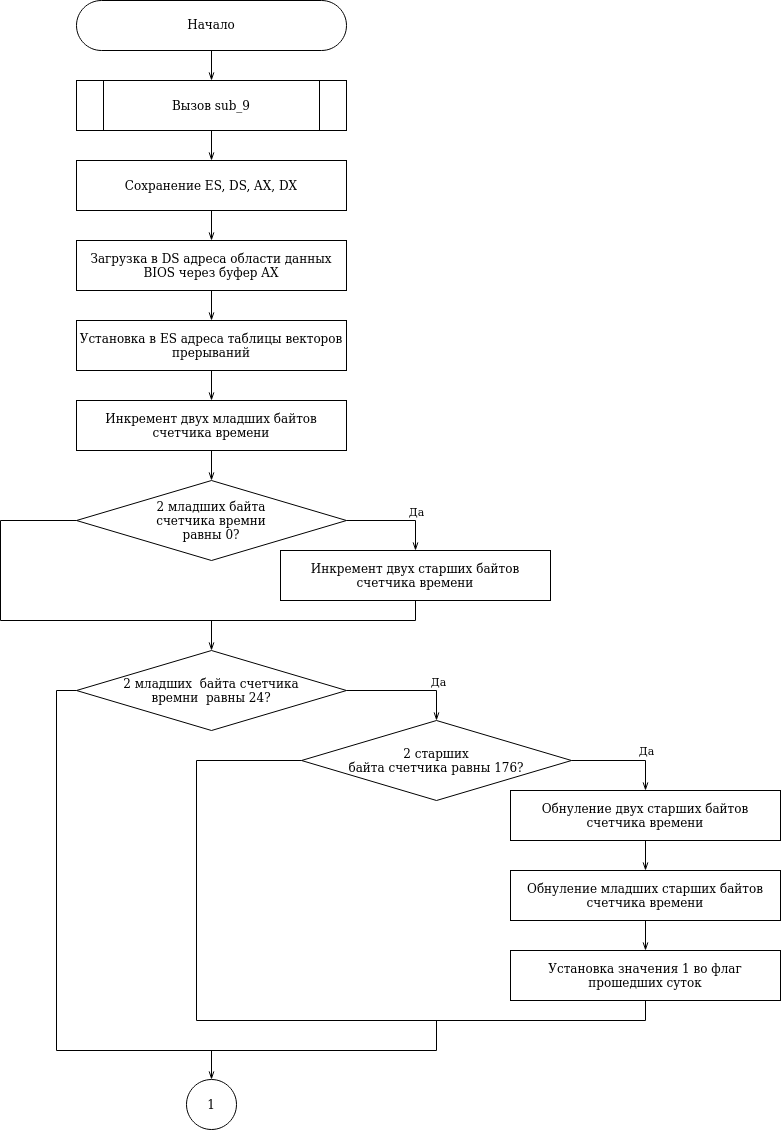 Начало
Вызов sub_9
Сохранение ES, DS, AX, DX
Загрузка в DS адреса области данных
BIOS через буфер AX
Установка в ES адреса таблицы векторов
прерываний
Инкремент двух младших байтов
счетчика времени
2 младших байта
счетчика времни
равны 0?
Да
Инкремент двух старших байтов
счетчика времени
2 младших байта счетчика
времни равны 24?
Да
2 старших
байта счетчика равны 176?
Да
Обнуление двух старших байтов
счетчика времени
Обнуление младших старших байтов
счетчика времени
Установка значения 1 во флаг
прошедших суток
1